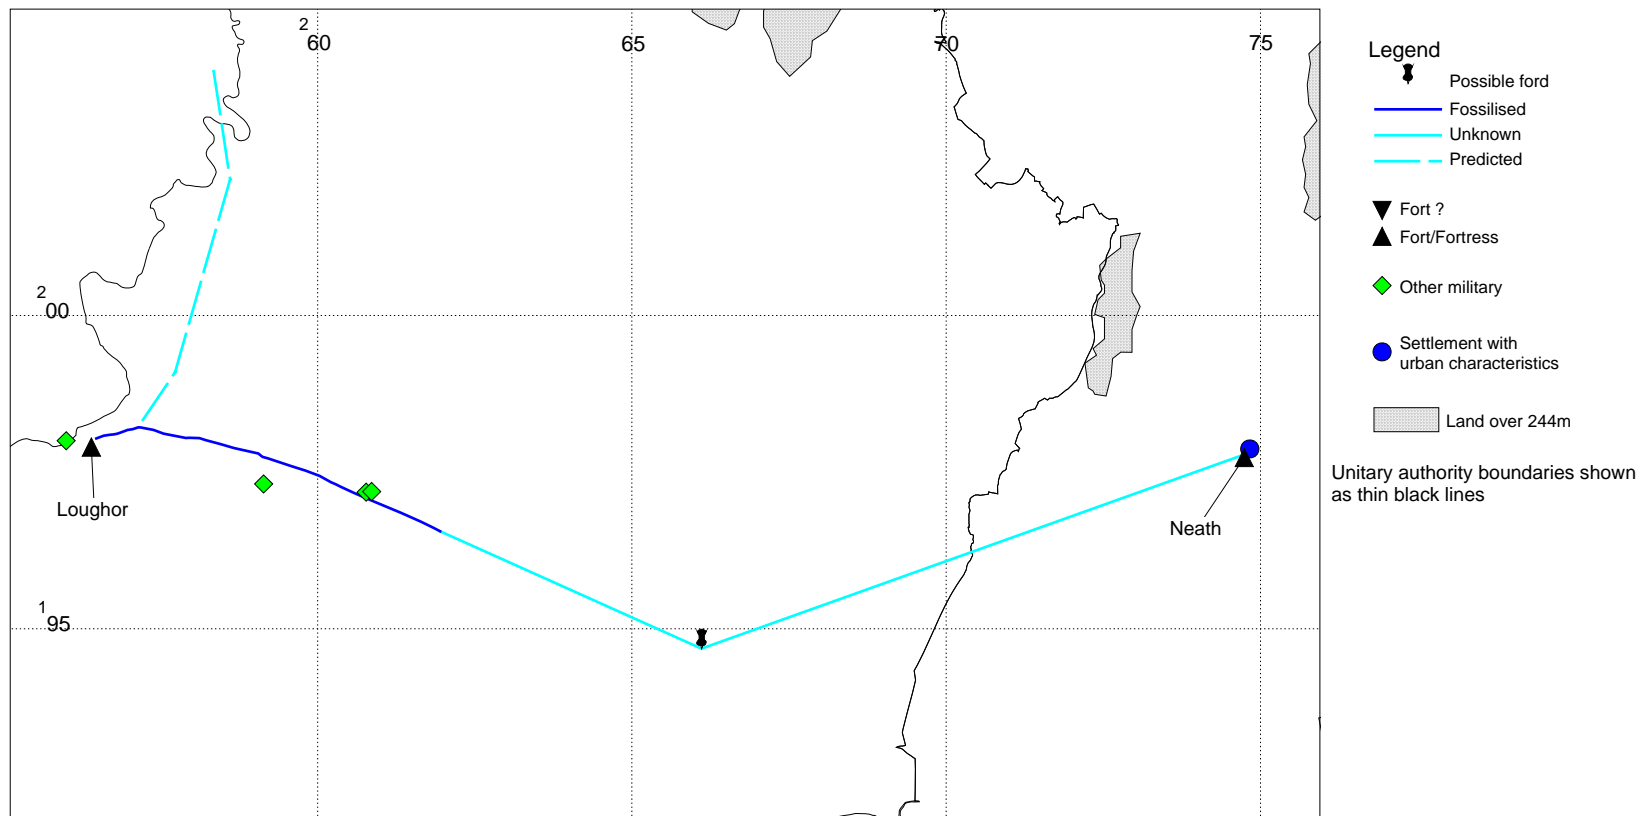 2
60
65
70
75
2
00
1
95
Loughor
Neath
Legend
Possible ford
Fossilised
Unknown
Predicted
Fort ?
Fort/Fortress
Other military
Settlement with
urban characteristics
Land over 244m
Unitary authority boundaries shown
as thin black lines